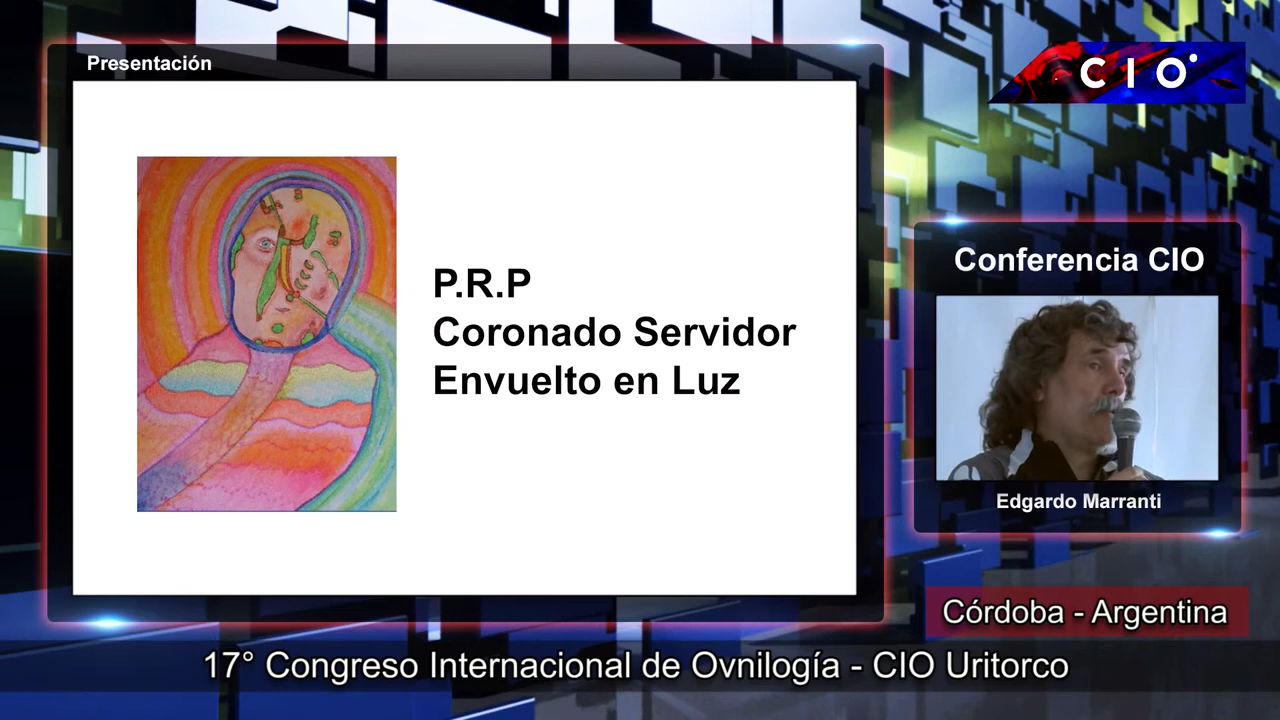 Presentación
CIO
P.R.P
Coronado Servidor
Envuelto en Luz
Conferencia CIO
Edgardo Marranti
Córdoba - Argentina
17° Congreso Internacional de Ovnilogía - CIO Uritorco